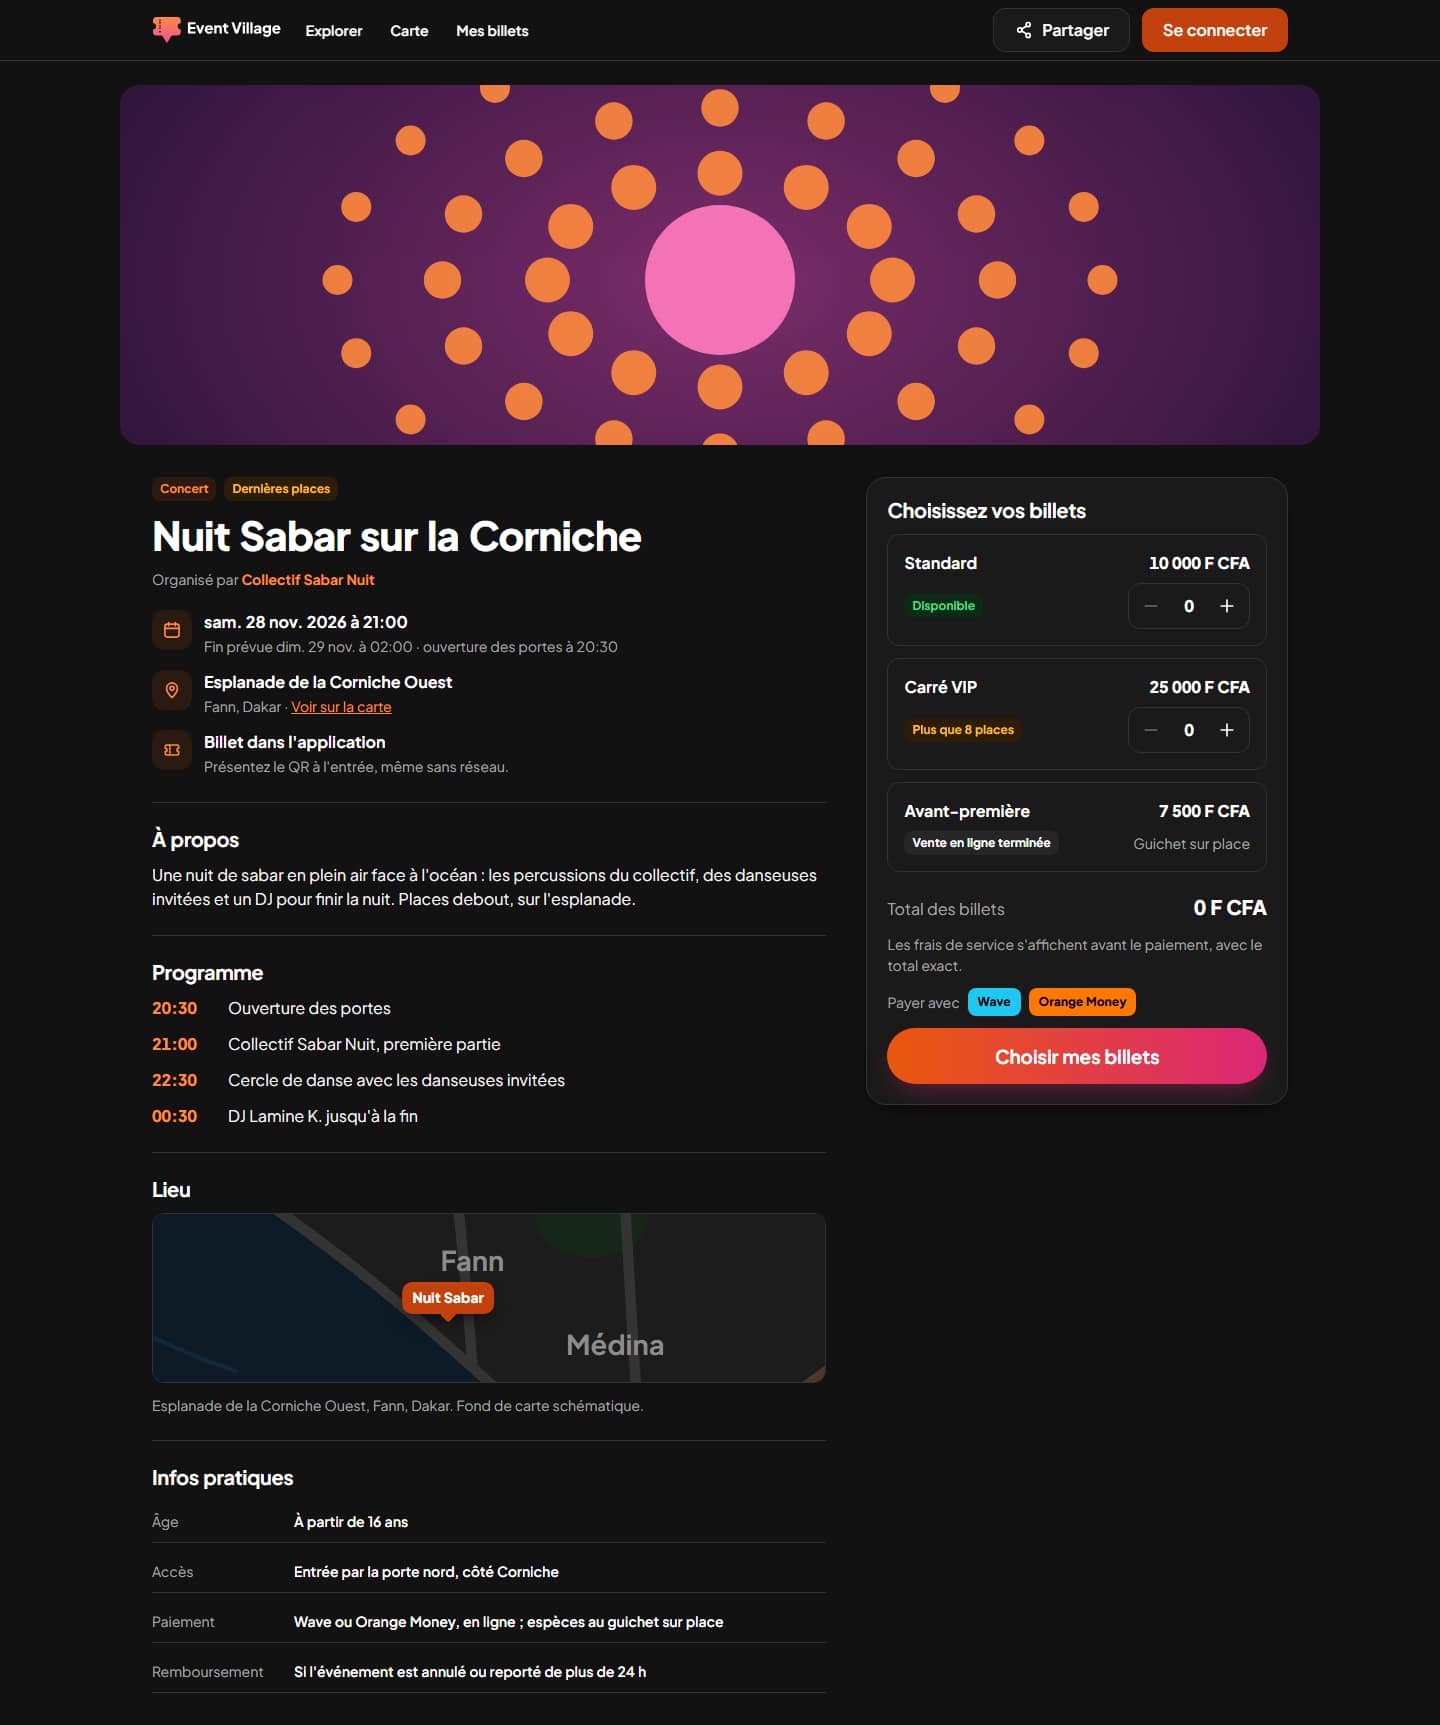 Event Village
Explorer
Carte
Mes billets
Partager
Se connecter
Concert
Dernières places
Nuit Sabar sur la Corniche
Organisé par Collectif Sabar Nuit
sam. 28 nov. 2026 à 21:00
Fin prévue dim. 29 nov. à 02:00 · ouverture des portes à 20:30
Esplanade de la Corniche Ouest
Fann, Dakar · Voir sur la carte
Billet dans l'application
Présentez le QR à l'entrée, même sans réseau.
À propos
Une nuit de sabar en plein air face à l'océan : les percussions du collectif, des danseuses
invitées et un DJ pour finir la nuit. Places debout, sur l'esplanade.
Programme
20:30 Ouverture des portes
21:00 Collectif Sabar Nuit, première partie
22:30 Cercle de danse avec les danseuses invitées
00:30 DJ Lamine K. jusqu'à la fin
Lieu
Fann
Nuit Sabar
Médina
Esplanade de la Corniche Ouest, Fann, Dakar. Fond de carte schématique.
Infos pratiques
Âge À partir de 16 ans
Accès Entrée par la porte nord, côté Corniche
Paiement Wave ou Orange Money, en ligne ; espèces au guichet sur place
Remboursement Si l'événement est annulé ou reporté de plus de 24 h
Choisissez vos billets
Standard 10 000 F CFA
Disponible 0
Carré VIP 25 000 F CFA
Plus que 8 places 0
Avant-première 7 500 F CFA
Vente en ligne terminée Guichet sur place
Total des billets 0 F CFA
Les frais de service s'affichent avant le paiement, avec le
total exact.
Payer avec Wave Orange Money
Choisir mes billets